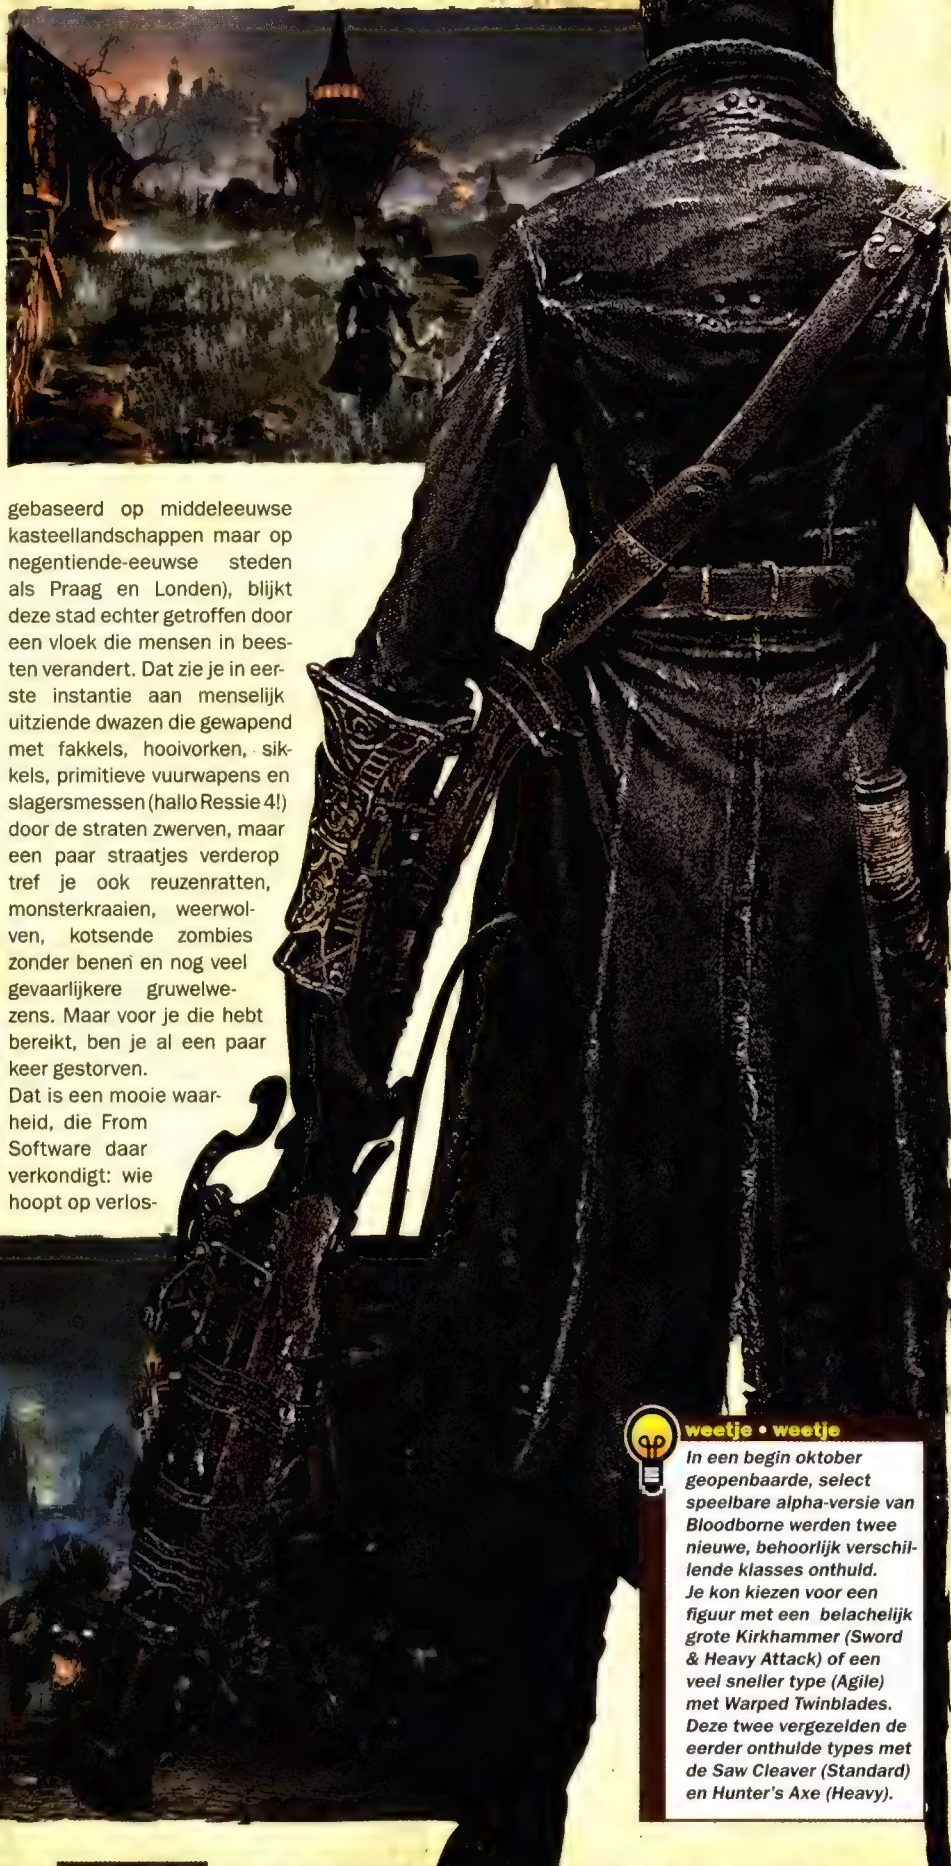 gebaseerd op middeleeuwse
kasteellandschappen maar op
negentiende-eeuwse steden
als Praag en Londen), blijkt
deze stad echter getroffen door
een vloek die mensen in bees-
ten verandert. Dat zie je in eer-
ste instantie aan menselijk
uitziende dwazen die gewapend
met fakkels, hooivorken, sik-
kels, primitieve vuurwapens en
slagersmessen (hallo Ressie 4!)
door de straten zwerven, maar
een paar straatjes verderop
tref je ook reuzenratten,
monsterkraaien, weerwol-
ven, kotsende zombies
zonder benen en nog veel
gevaarlijkere gruwelwe-
zens. Maar voor je die hebt
bereikt, ben je al een paar
keer gestorven.
Dat is een mooie waar-
heid, die From
Software daar
verkondigt: wie
hoopt op verlos-
weetje • weetje
In een begin oktober
geopenbaarde, select
speelbare alpha-versie van
Bloodborne werden twee
nieuwe, behoorlijk verschil-
lende klasses onthuld.
Je kon kiezen voor een
figuur met een belachelijk
grote Kirkhammer (Sword
& Heavy Attack) of een
veel sneller type (Agile)
met Warped Twinblades.
Deze twee vergezelden de
eerder onthulde types met
de Saw Cleaver (Standard)
en Hunter's Axe (Heavy).